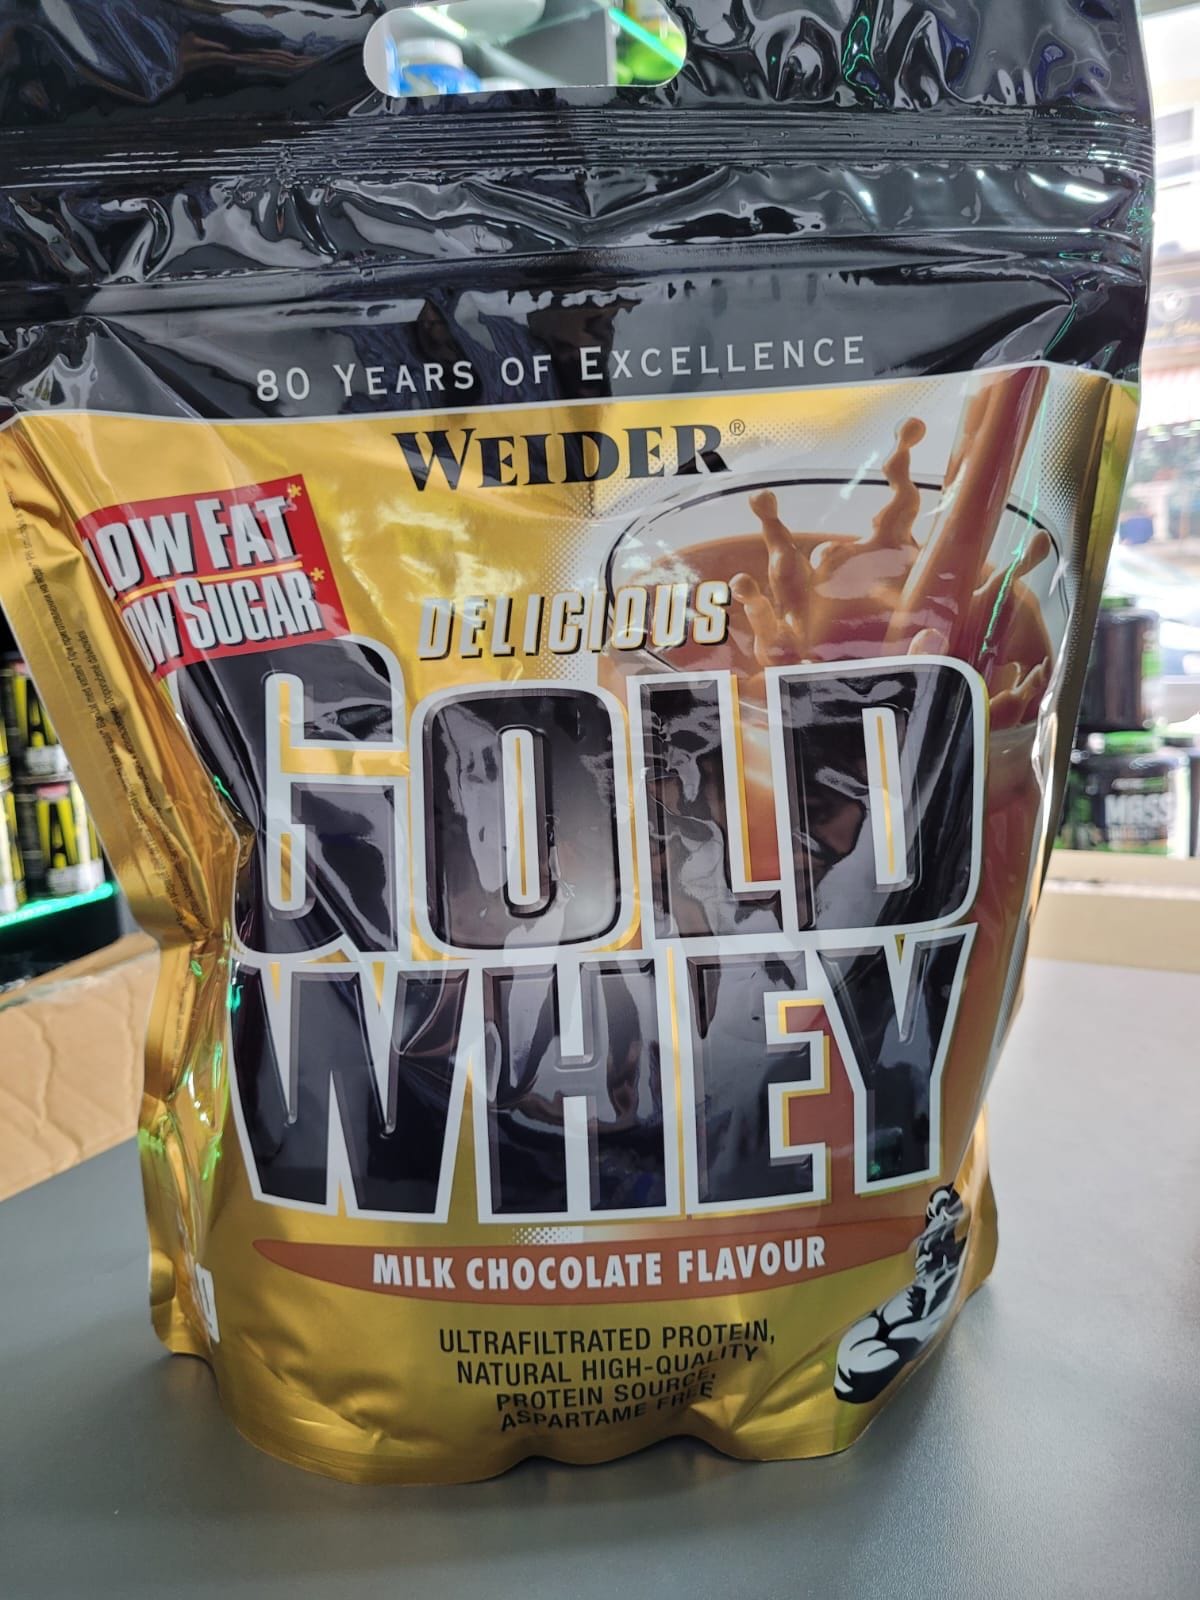 80 YEARS OF EXCELLENCE
WEIDER®
LOW FAT*
LOW SUGAR*
DELICIOUS
GOLD
WHEY
MILK CHOCOLATE FLAVOUR
ULTRAFILTRATED PROTEIN,
NATURAL HIGH-QUALITY
PROTEIN SOURCE,
ASPARTAME FREE
MASS